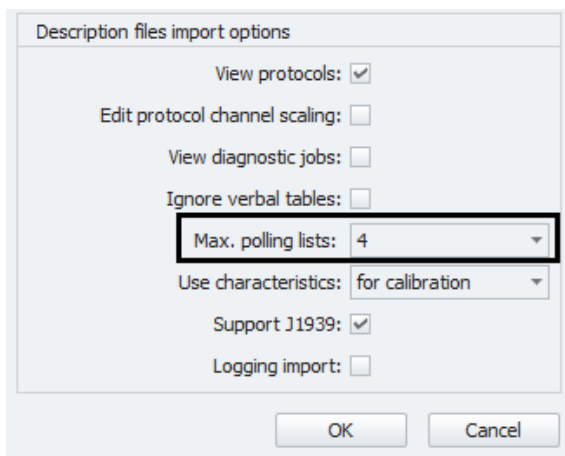 Description files import options
View protocols:
Edit protocol channel scaling:
View diagnostic jobs:
Ignore verbal tables:
Max. polling lists: 4
Use characteristics: for calibration
Support J1939:
Logging import:
OK Cancel